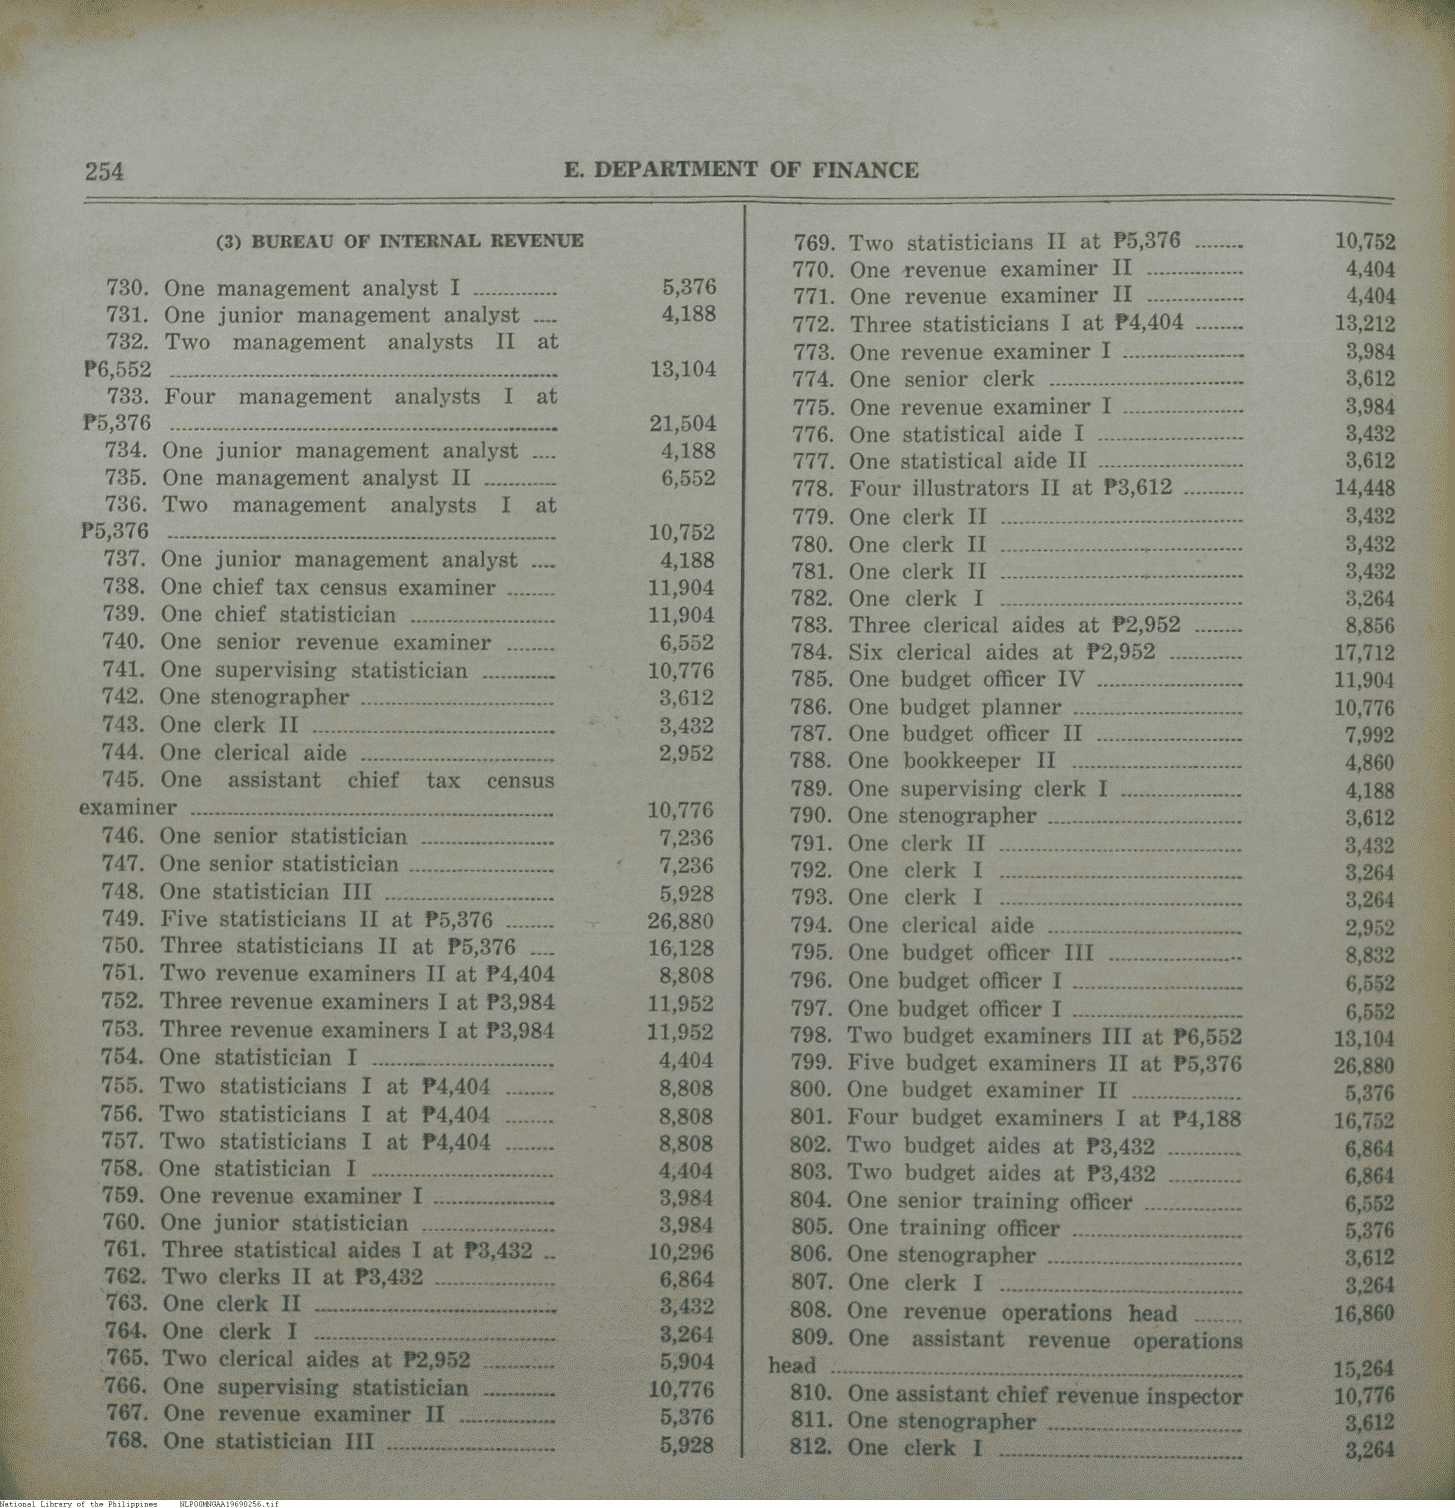 254
E. DEPARTMENT OF FINANCE
(3) BUREAU OF INTERNAL REVENUE
730. One management analyst I .............. 5,376
731. One junior management analyst .... 4,188
732. Two management analysts II at
₱6,552 ................................................................ 13,104
733. Four management analysts I at
₱5,376 ................................................................ 21,504
734. One junior management analyst .... 4,188
735. One management analyst II ............ 6,552
736. Two management analysts I at
₱5,376 ................................................................ 10,752
737. One junior management analyst .... 4,188
738. One chief tax census examiner ........ 11,904
739. One chief statistician ........................ 11,904
740. One senior revenue examiner ........ 6,552
741. One supervising statistician ............ 10,776
742. One stenographer ................................ 3,612
743. One clerk II ........................................ 3,432
744. One clerical aide ................................ 2,952
745. One assistant chief tax census
examiner ............................................................ 10,776
746. One senior statistician ...................... 7,236
747. One senior statistician ........................ 7,236
748. One statistician III ............................ 5,928
749. Five statisticians II at ₱5,376 ........ 26,880
750. Three statisticians II at ₱5,376 .... 16,128
751. Two revenue examiners II at ₱4,404 8,808
752. Three revenue examiners I at ₱3,984 11,952
753. Three revenue examiners I at ₱3,984 11,952
754. One statistician I .............................. 4,404
755. Two statisticians I at ₱4,404 ........ 8,808
756. Two statisticians I at ₱4,404 ........ 8,808
757. Two statisticians I at ₱4,404 ........ 8,808
758. One statistician I .............................. 4,404
759. One revenue examiner I .................... 3,984
760. One junior statistician ...................... 3,984
761. Three statistical aides I at ₱3,432 .. 10,296
762. Two clerks II at ₱3,432 .................... 6,864
763. One clerk II ........................................ 3,432
764. One clerk I ........................................ 3,264
765. Two clerical aides at ₱2,952 ............ 5,904
766. One supervising statistician ............ 10,776
767. One revenue examiner II ................ 5,376
768. One statistician III ............................ 5,928
769. Two statisticians II at ₱5,376 ........ 10,752
770. One revenue examiner II ................ 4,404
771. One revenue examiner II ................ 4,404
772. Three statisticians I at ₱4,404 ........ 13,212
773. One revenue examiner I .................... 3,984
774. One senior clerk ................................ 3,612
775. One revenue examiner I .................... 3,984
776. One statistical aide I ........................ 3,432
777. One statistical aide II ........................ 3,612
778. Four illustrators II at ₱3,612 .......... 14,448
779. One clerk II ........................................ 3,432
780. One clerk II ........................................ 3,432
781. One clerk II ........................................ 3,432
782. One clerk I ........................................ 3,264
783. Three clerical aides at ₱2,952 ........ 8,856
784. Six clerical aides at ₱2,952 ............ 17,712
785. One budget officer IV ........................ 11,904
786. One budget planner ............................ 10,776
787. One budget officer II ........................ 7,992
788. One bookkeeper II ............................ 4,860
789. One supervising clerk I .................... 4,188
790. One stenographer ................................ 3,612
791. One clerk II ........................................ 3,432
792. One clerk I ........................................ 3,264
793. One clerk I ........................................ 3,264
794. One clerical aide ................................ 2,952
795. One budget officer III ...................... 8,832
796. One budget officer I ............................ 6,552
797. One budget officer I ............................ 6,552
798. Two budget examiners III at ₱6,552 13,104
799. Five budget examiners II at ₱5,376 26,880
800. One budget examiner II .................. 5,376
801. Four budget examiners I at ₱4,188 16,752
802. Two budget aides at ₱3,432 ............ 6,864
803. Two budget aides at ₱3,432 ............ 6,864
804. One senior training officer ................ 6,552
805. One training officer ............................ 5,376
806. One stenographer ................................ 3,612
807. One clerk I ........................................ 3,264
808. One revenue operations head ........ 16,860
809. One assistant revenue operations
head .................................................................... 15,264
810. One assistant chief revenue inspector 10,776
811. One stenographer ................................ 3,612
812. One clerk I ........................................ 3,264
National Library of the Philippines NLP00MNGAA19690256.tif